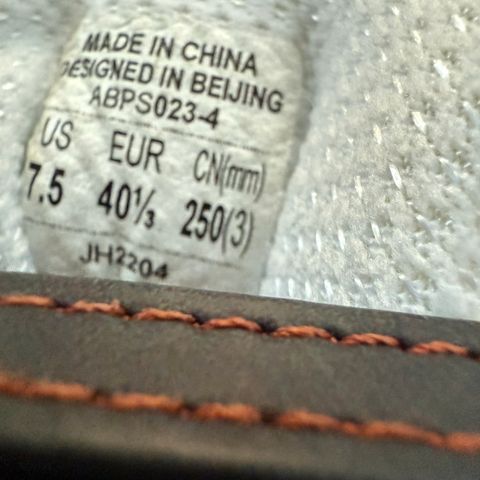 MADE IN CHINA
DESIGNED IN BEIJING
ABPS023-4
US EUR CN(mm)
7.5 40⅓ 250(3)
JH2204